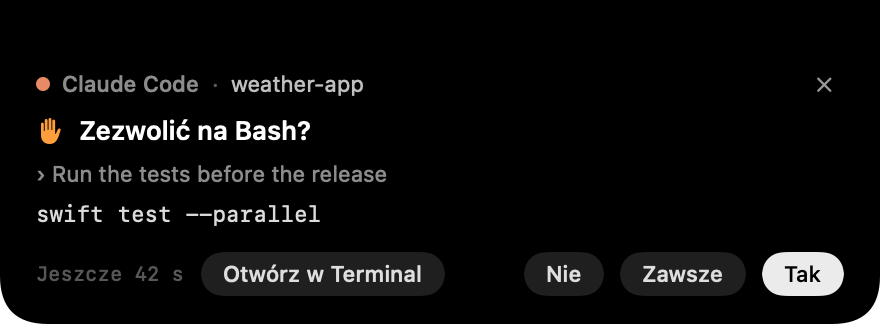 Claude Code · weather-app
Zezwolić na Bash?
› Run the tests before the release
swift test --parallel
Jeszcze 42 s Otwórz w Terminal Nie Zawsze Tak